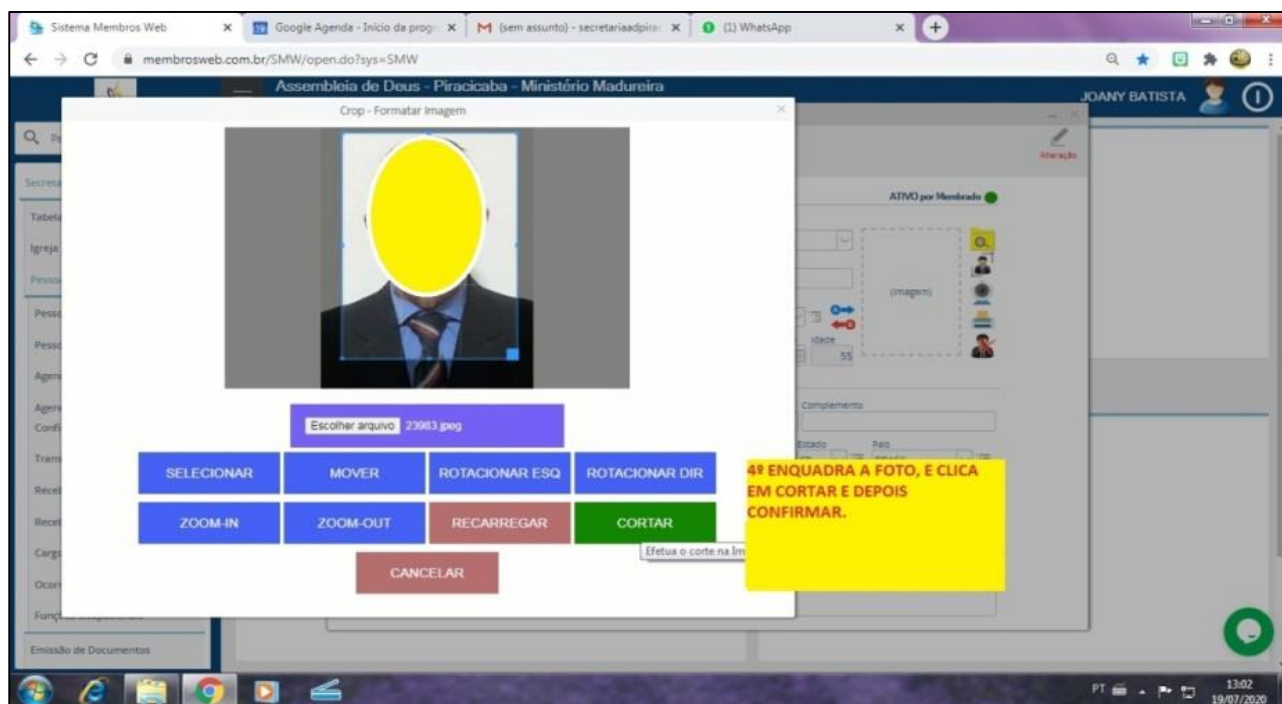 Sistema Membros Web
Google Agenda - Início da prog
M (sem assunto) - secretariaadpirac
(1) WhatsApp
membrosweb.com.br/SMW/open.do?sys=SMW
Assembleia de Deus - Piracicaba - Ministério Madureira
JOANY BATISTA
Crop - Formatar Imagem
Alteração
ATIVO por Membrado
(imagem)
Idade
55
Complemento
Estado País
Escolher arquivo 23983.jpeg
SELECIONAR MOVER ROTACIONAR ESQ ROTACIONAR DIR
ZOOM-IN ZOOM-OUT RECARREGAR CORTAR
CANCELAR
Efetua o corte na Im
4º ENQUADRA A FOTO, E CLICA
EM CORTAR E DEPOIS
CONFIRMAR.
Emissão de Documentos
PT
13:02
19/07/2020